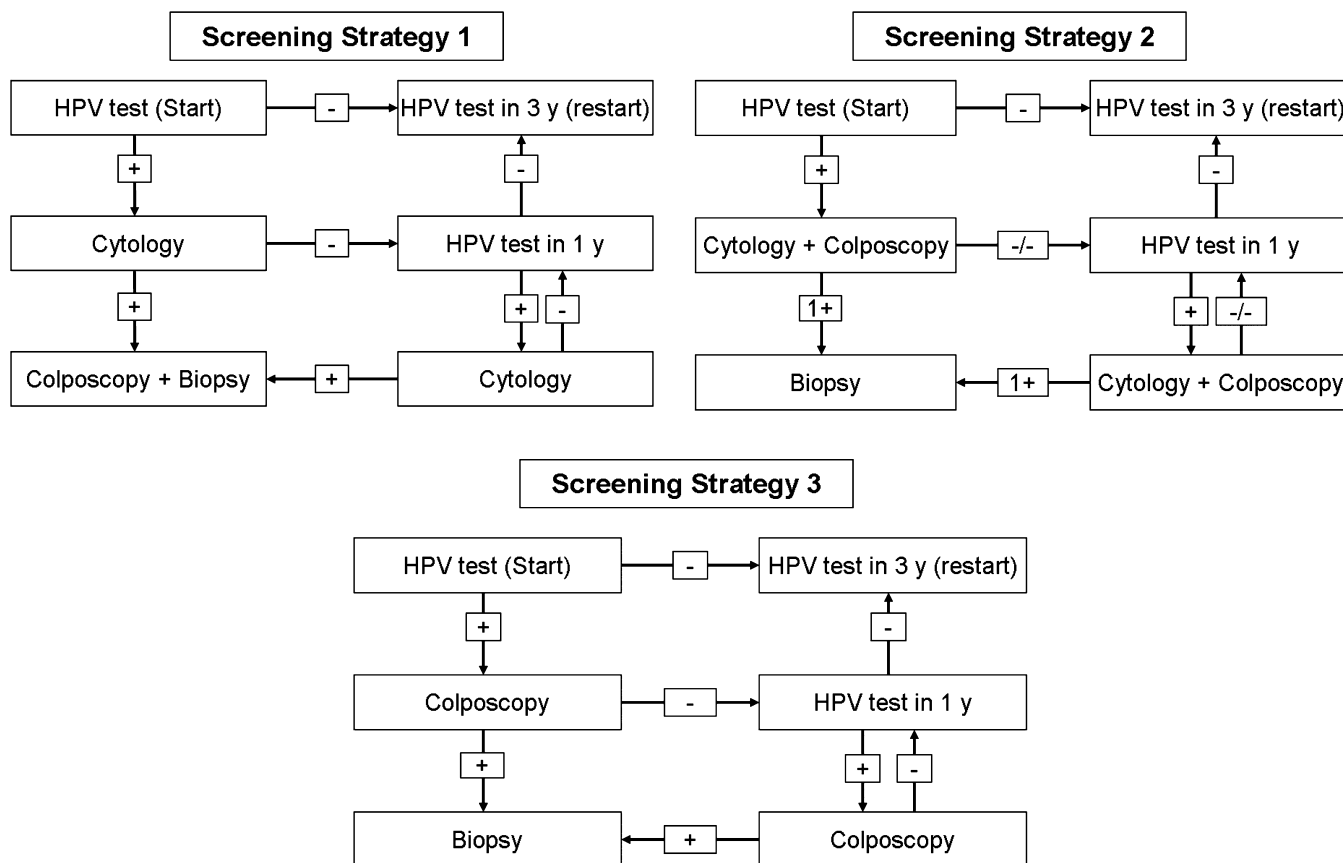 Screening Strategy 1
HPV test (Start)
-
HPV test in 3 y (restart)
+
-
Cytology
-
HPV test in 1 y
+
+
-
Colposcopy + Biopsy
+
Cytology
Screening Strategy 2
HPV test (Start)
-
HPV test in 3 y (restart)
+
-
Cytology + Colposcopy
-/-
HPV test in 1 y
1+
+
-/-
Biopsy
1+
Cytology + Colposcopy
Screening Strategy 3
HPV test (Start)
-
HPV test in 3 y (restart)
+
-
Colposcopy
-
HPV test in 1 y
+
+
-
Biopsy
+
Colposcopy